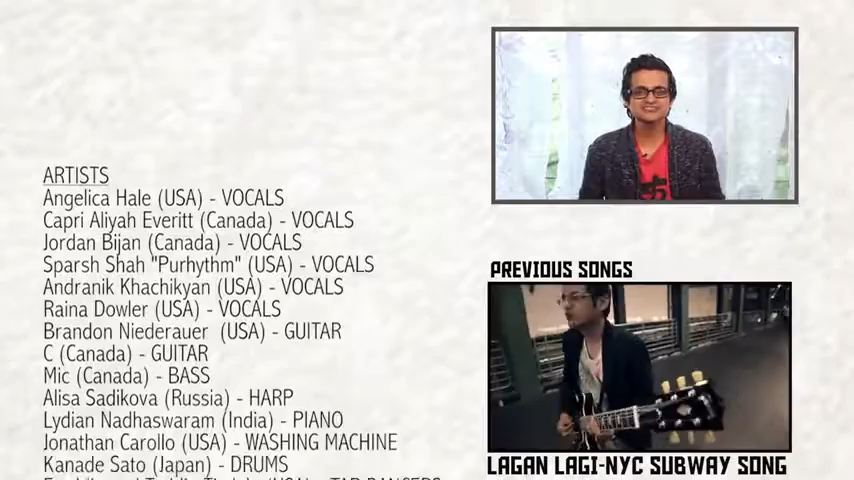 ARTISTS
Angelica Hale (USA) - VOCALS
Capri Aliyah Everitt (Canada) - VOCALS
Jordan Bijan (Canada) - VOCALS
Sparsh Shah "Purhythm" (USA) - VOCALS
Andranik Khachikyan (USA) - VOCALS
Raina Dowler (USA) - VOCALS
Brandon Niederauer (USA) - GUITAR
C (Canada) - GUITAR
Mic (Canada) - BASS
Alisa Sadikova (Russia) - HARP
Lydian Nadhaswaram (India) - PIANO
Jonathan Carollo (USA) - WASHING MACHINE
Kanade Sato (Japan) - DRUMS
PREVIOUS SONGS
LAGAN LAGI-NYC SUBWAY SONG